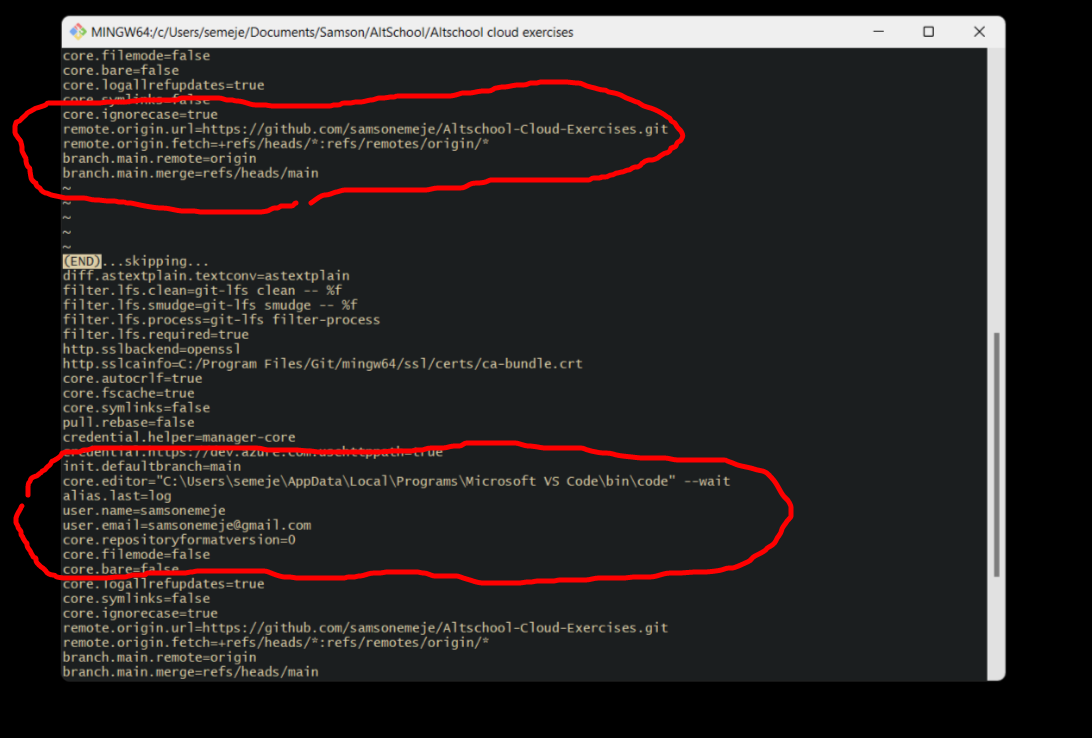 MINGW64:/c/Users/semeje/Documents/Samson/AltSchool/Altschool cloud exercises
core.filemode=false
core.bare=false
core.logallrefupdates=true
core.symlinks=false
core.ignorecase=true
remote.origin.url=https://github.com/samsonemeje/Altschool-Cloud-Exercises.git
remote.origin.fetch=+refs/heads/*:refs/remotes/origin/*
branch.main.remote=origin
branch.main.merge=refs/heads/main
~
~
~
~
~
(END)...skipping...
diff.astextplain.textconv=astextplain
filter.lfs.clean=git-lfs clean -- %f
filter.lfs.smudge=git-lfs smudge -- %f
filter.lfs.process=git-lfs filter-process
filter.lfs.required=true
http.sslbackend=openssl
http.sslcainfo=C:/Program Files/Git/mingw64/ssl/certs/ca-bundle.crt
core.autocrlf=true
core.fscache=true
core.symlinks=false
pull.rebase=false
credential.helper=manager-core
credential.https://dev.azure.com.usehttppath=true
init.defaultbranch=main
core.editor="C:\Users\semeje\AppData\Local\Programs\Microsoft VS Code\bin\code" --wait
alias.last=log
user.name=samsonemeje
user.email=samsonemeje@gmail.com
core.repositoryformatversion=0
core.filemode=false
core.bare=false
core.logallrefupdates=true
core.symlinks=false
core.ignorecase=true
remote.origin.url=https://github.com/samsonemeje/Altschool-Cloud-Exercises.git
remote.origin.fetch=+refs/heads/*:refs/remotes/origin/*
branch.main.remote=origin
branch.main.merge=refs/heads/main